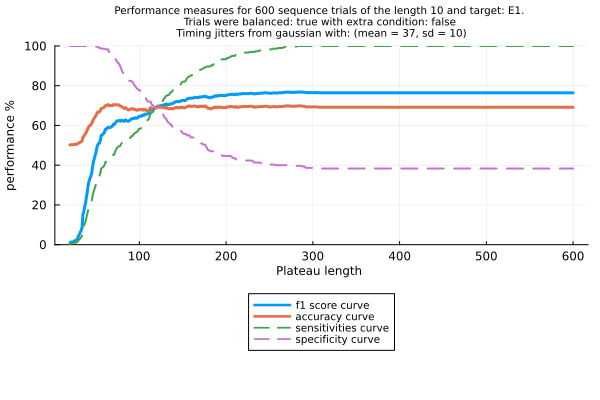 Performance measures for 600 sequence trials of the length 10 and target: E1.
Trials were balanced: true with extra condition: false
Timing jitters from gaussian with: (mean = 37, sd = 10)
100
80
60
40
20
0
performance %
100
200
300
400
500
600
Plateau length
f1 score curve
accuracy curve
sensitivities curve
specificity curve